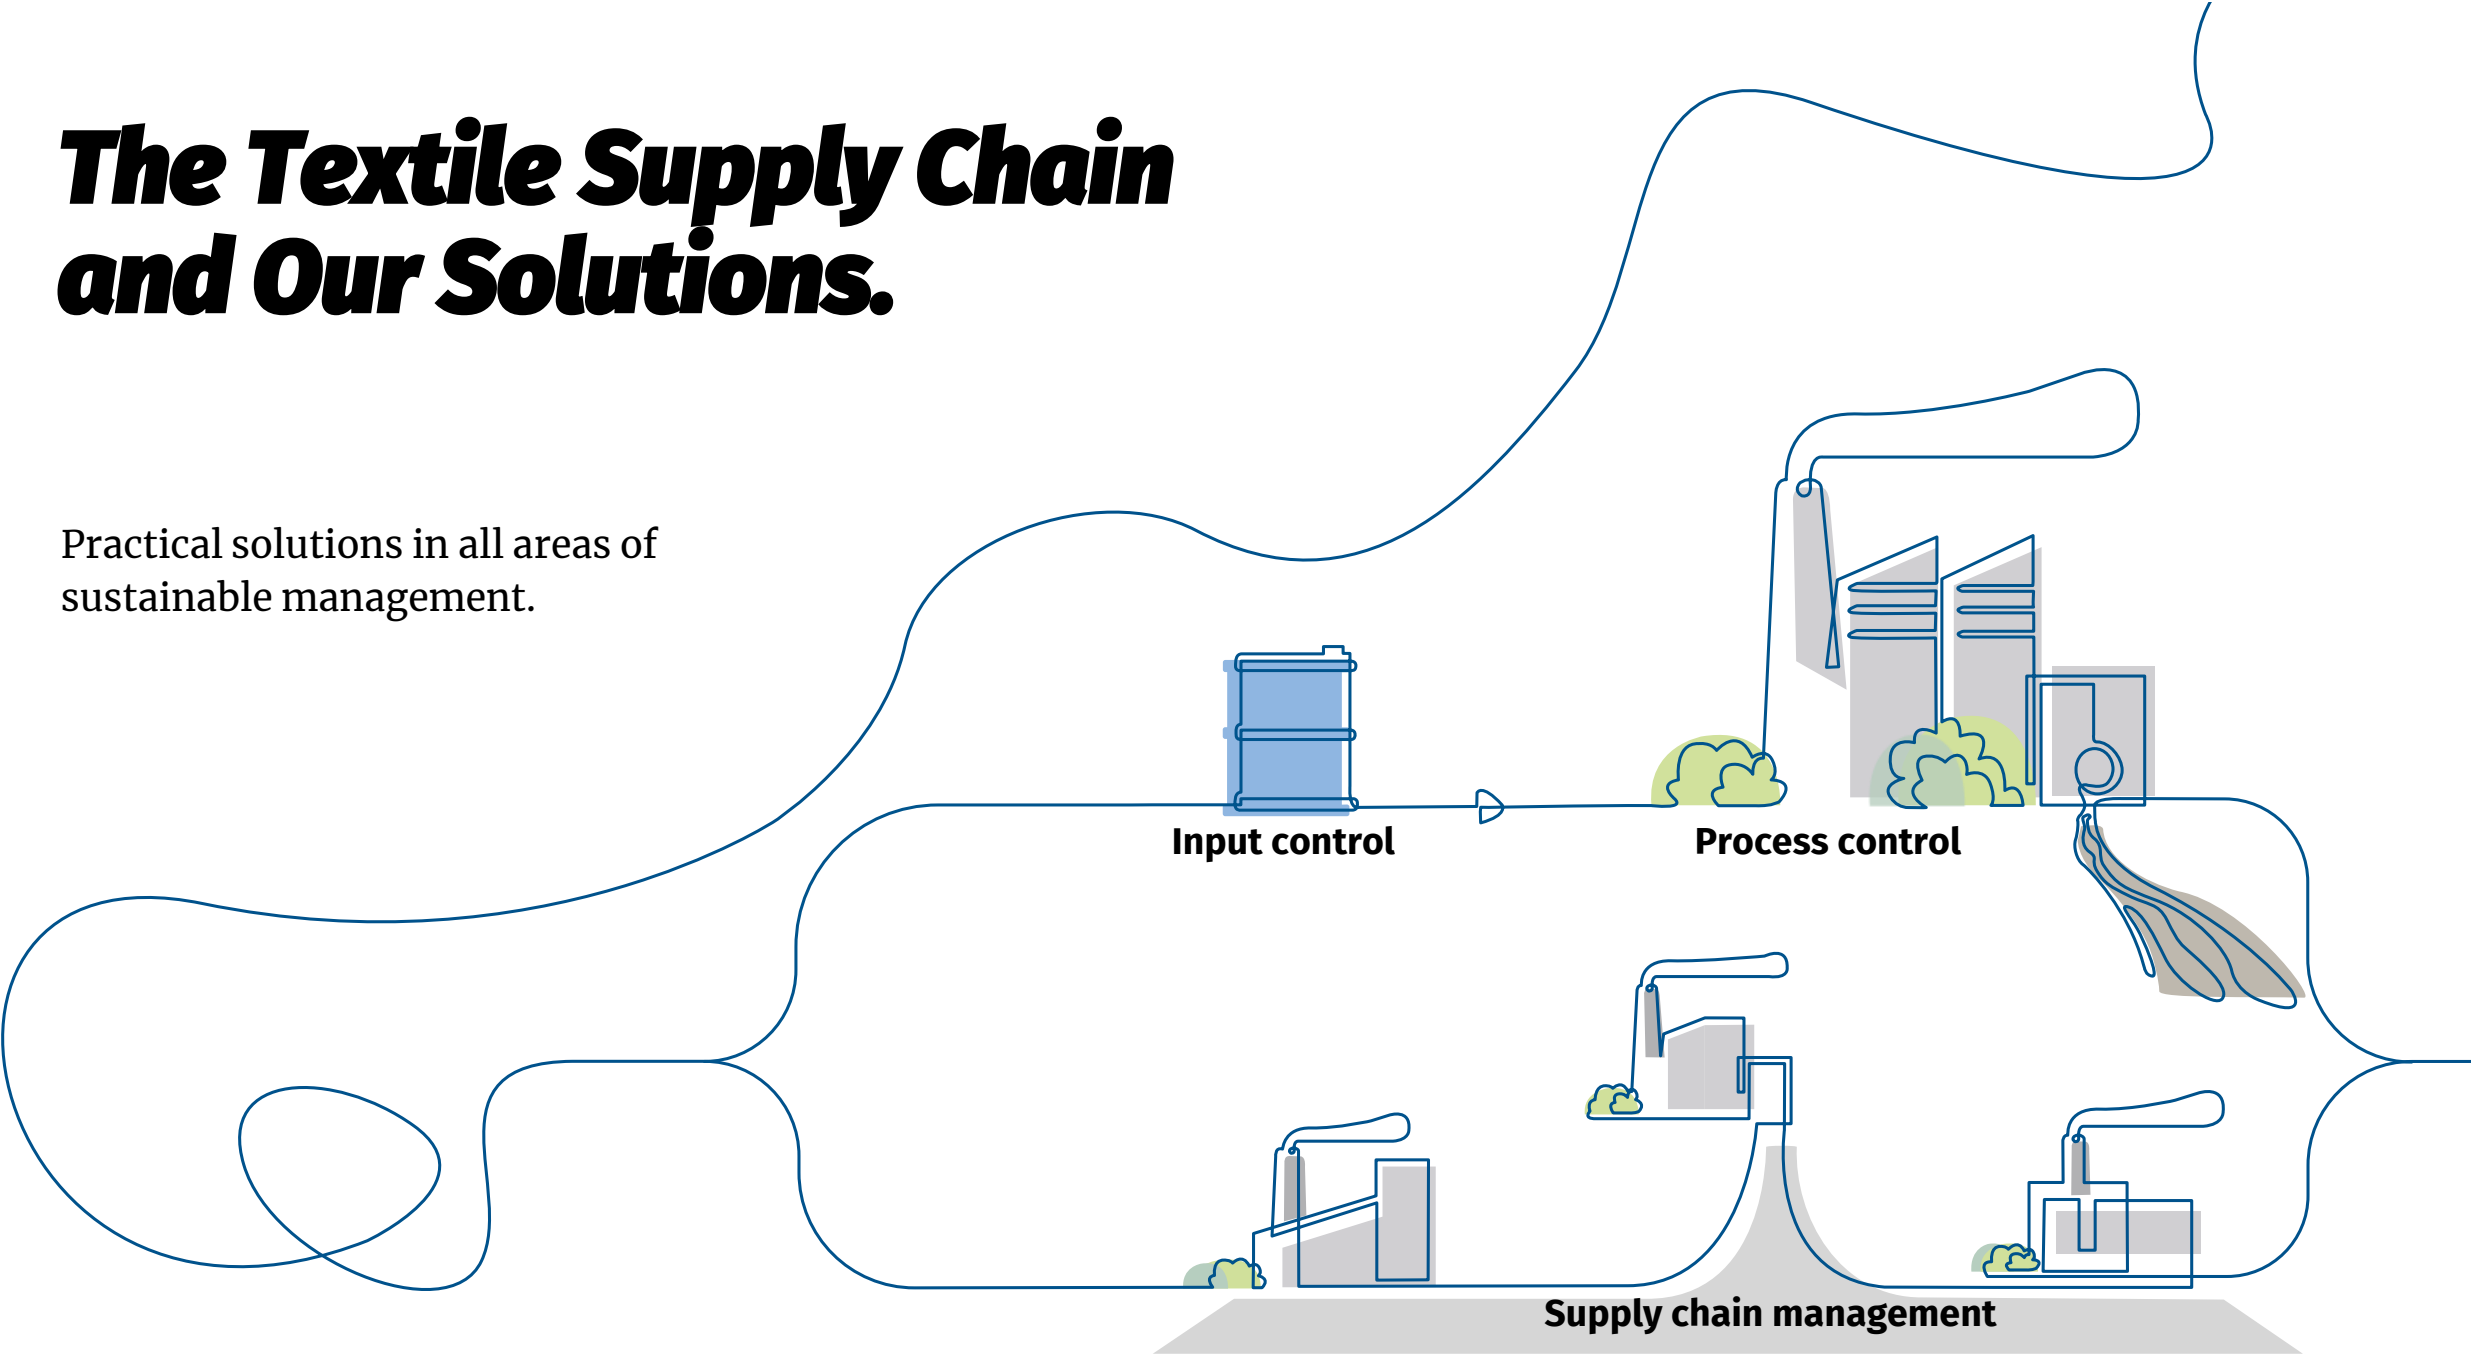 The Textile Supply Chain
and Our Solutions.
Practical solutions in all areas of
sustainable management.
Input control
Process control
Supply chain management